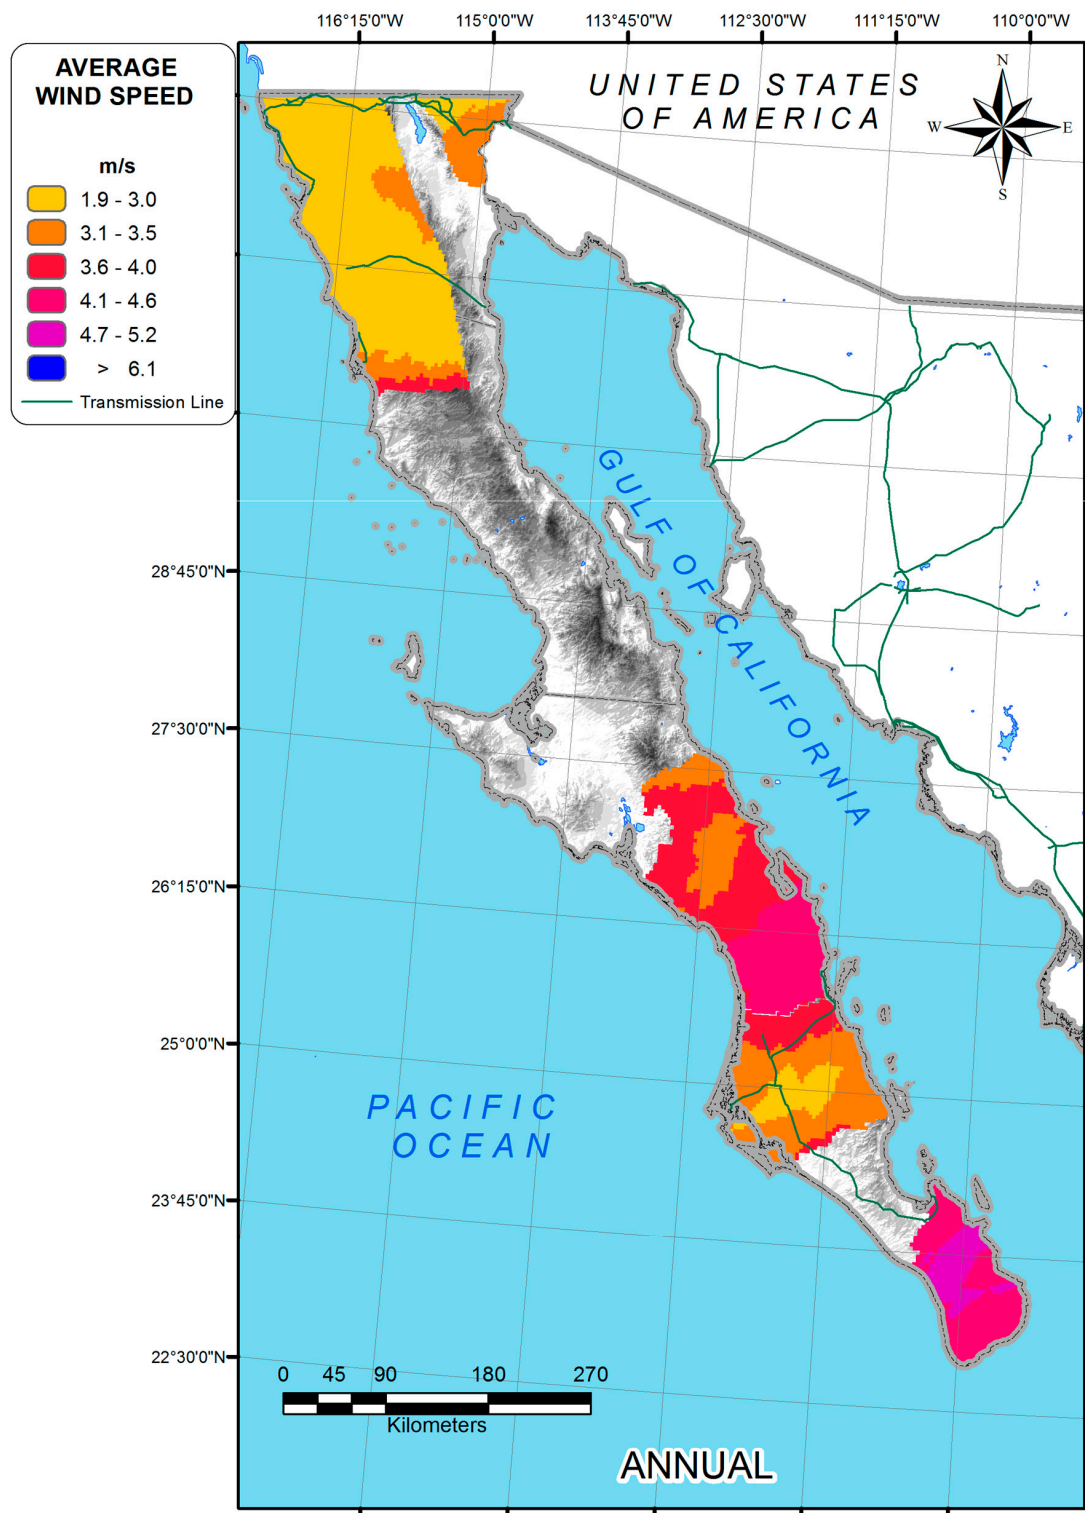 116°15'0"W 115°0'0"W 113°45'0"W 112°30'0"W 111°15'0"W 110°0'0"W
AVERAGE
WIND SPEED
m/s
1.9 - 3.0
3.1 - 3.5
3.6 - 4.0
4.1 - 4.6
4.7 - 5.2
> 6.1
Transmission Line
UNITED STATES
OF AMERICA
N
W
E
S
GULF OF CALIFORNIA
28°45'0"N
27°30'0"N
26°15'0"N
25°0'0"N
23°45'0"N
22°30'0"N
PACIFIC
OCEAN
0 45 90 180 270
Kilometers
ANNUAL